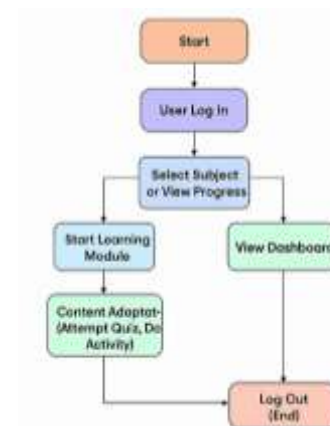 Start
User Log in
Select Subject
or View Progress
Start Learning
Module
View Dashboard
Content Adaptat-
(Attempt Quiz, Do
Activity)
Log Out
(End)